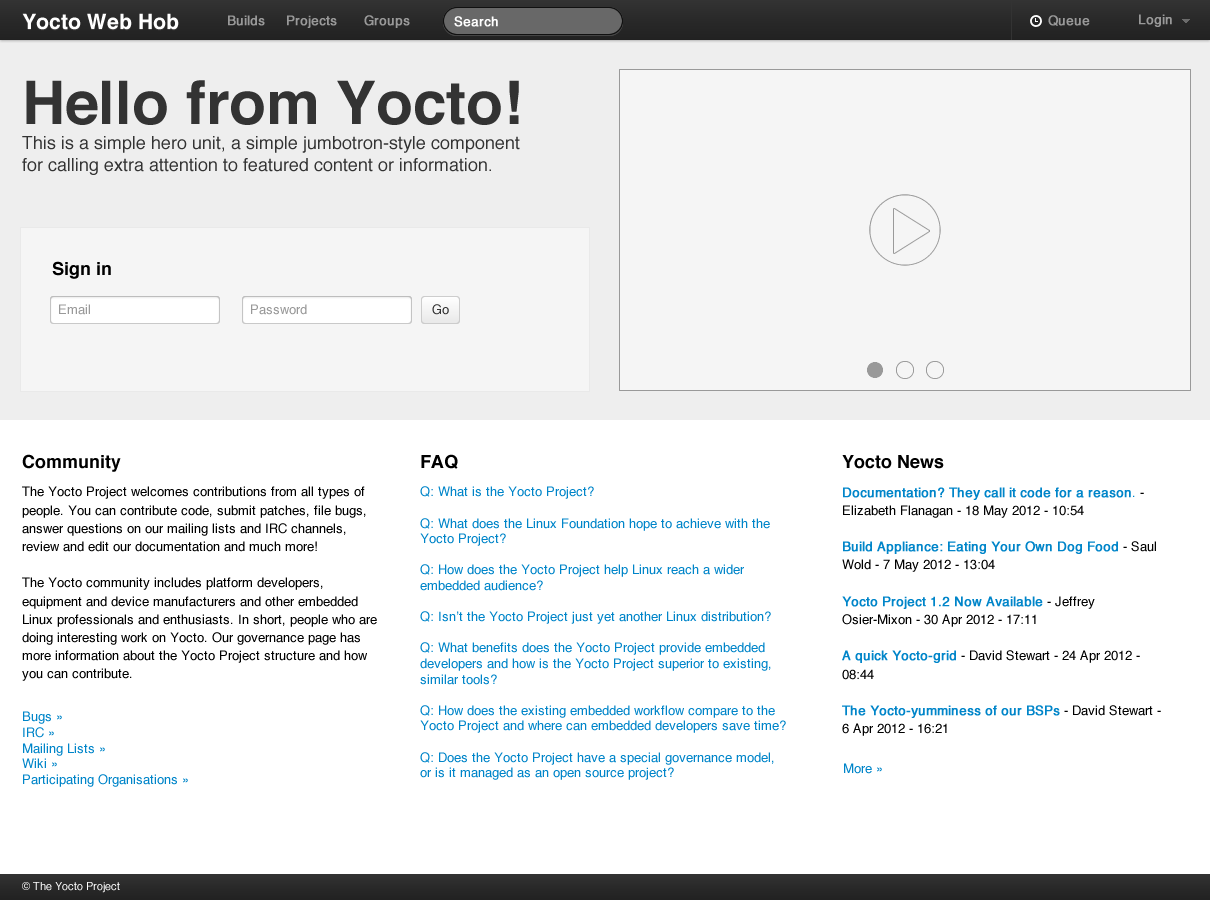 Yocto Web Hob
Builds
Projects
Groups
Search
Queue
Login
Hello from Yocto!
This is a simple hero unit, a simple jumbotron-style component
for calling extra attention to featured content or information.
Sign in
Email
Password
Go
Community
The Yocto Project welcomes contributions from all types of
people. You can contribute code, submit patches, file bugs,
answer questions on our mailing lists and IRC channels,
review and edit our documentation and much more!
The Yocto community includes platform developers,
equipment and device manufacturers and other embedded
Linux professionals and enthusiasts. In short, people who are
doing interesting work on Yocto. Our governance page has
more information about the Yocto Project structure and how
you can contribute.
Bugs »
IRC »
Mailing Lists »
Wiki »
Participating Organisations »
FAQ
Q: What is the Yocto Project?
Q: What does the Linux Foundation hope to achieve with the
Yocto Project?
Q: How does the Yocto Project help Linux reach a wider
embedded audience?
Q: Isn’t the Yocto Project just yet another Linux distribution?
Q: What benefits does the Yocto Project provide embedded
developers and how is the Yocto Project superior to existing,
similar tools?
Q: How does the existing embedded workflow compare to the
Yocto Project and where can embedded developers save time?
Q: Does the Yocto Project have a special governance model,
or is it managed as an open source project?
Yocto News
Documentation? They call it code for a reason. -
Elizabeth Flanagan - 18 May 2012 - 10:54
Build Appliance: Eating Your Own Dog Food - Saul
Wold - 7 May 2012 - 13:04
Yocto Project 1.2 Now Available - Jeffrey
Osier-Mixon - 30 Apr 2012 - 17:11
A quick Yocto-grid - David Stewart - 24 Apr 2012 -
08:44
The Yocto-yumminess of our BSPs - David Stewart -
6 Apr 2012 - 16:21
More »
© The Yocto Project